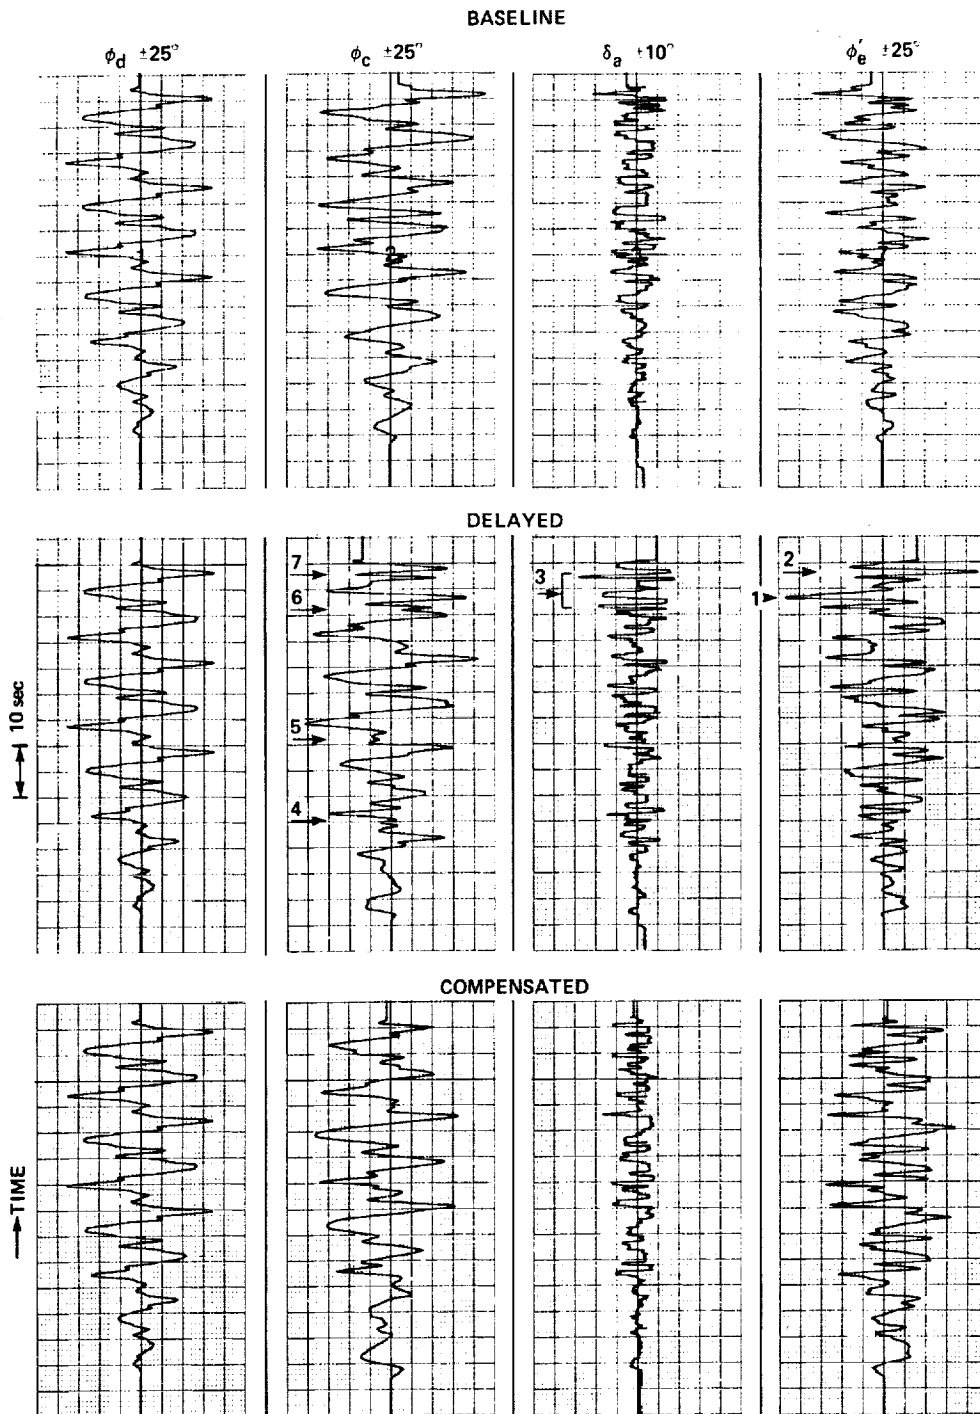 BASELINE
ϕd ±25° ϕc ±25° δa ±10° ϕ'e ±25°
DELAYED
7
6
5
4
3
2
1
10 sec
COMPENSATED
TIME